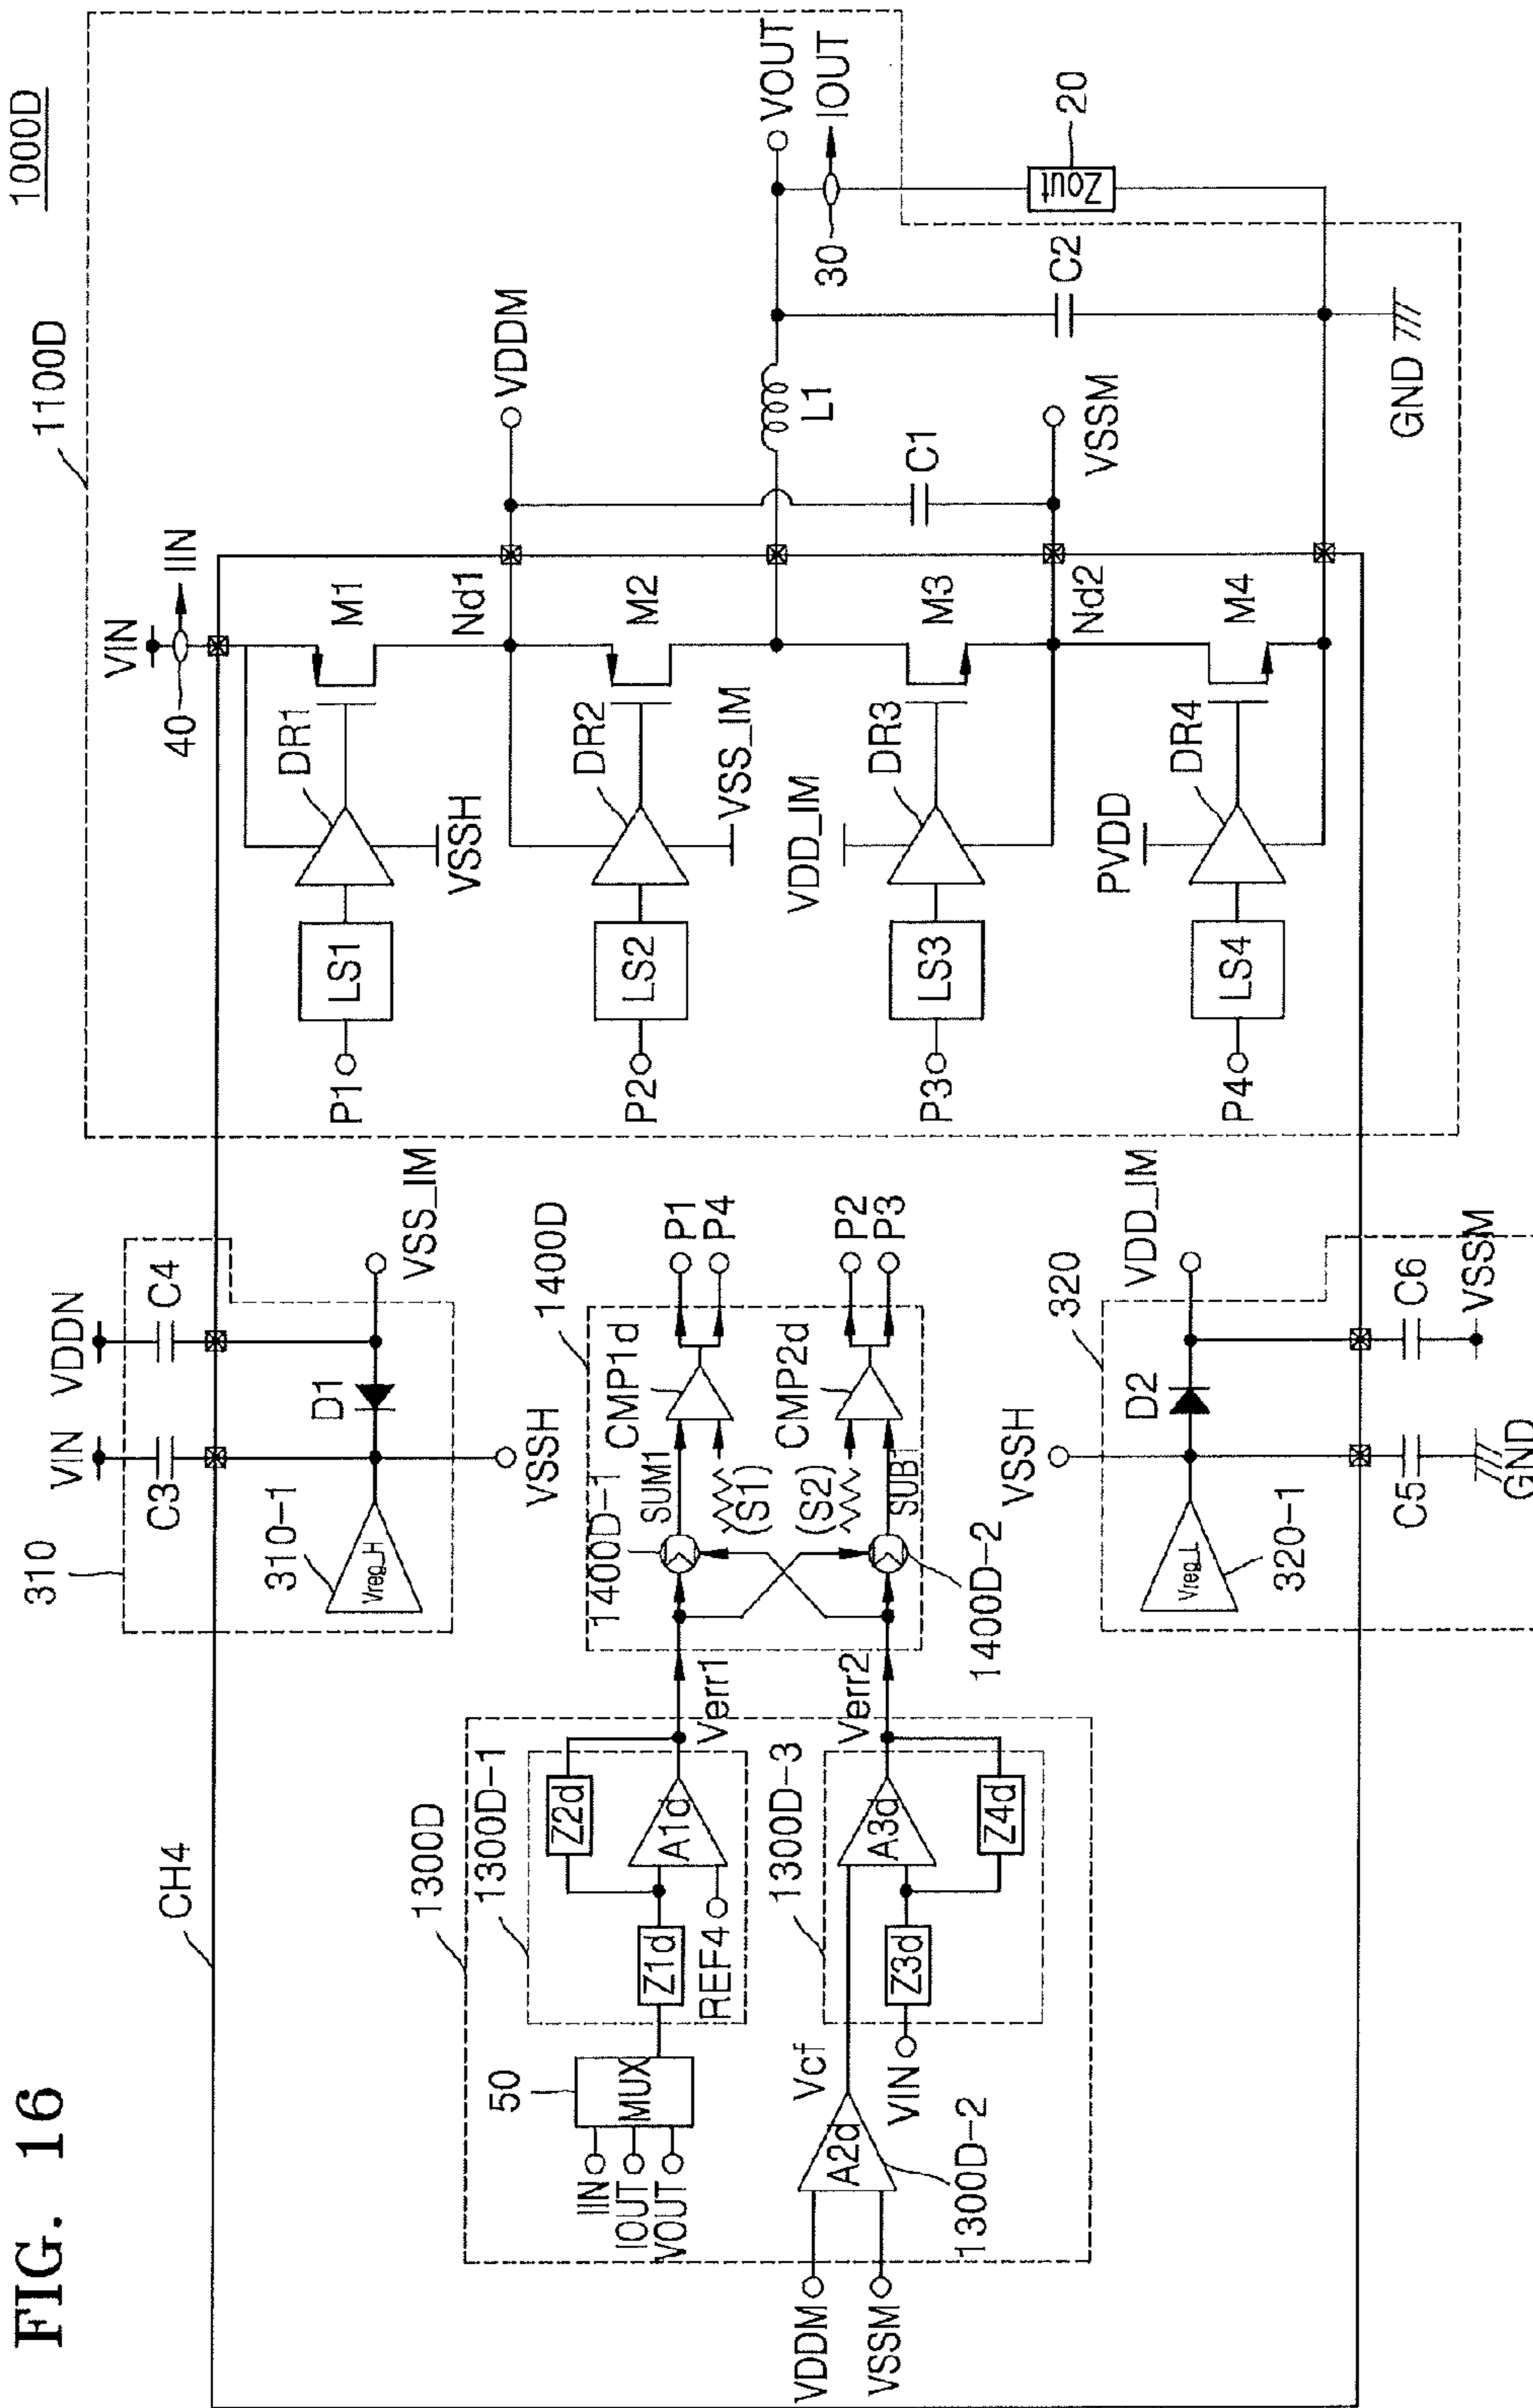 FIG. 16
1000D
1100D
VIN
40
IIN
DR1
M1
VSSH
LS1
P1
Nd1
VDDM
DR2
M2
VSS_IM
LS2
P2
VOUT
IOUT
30
L1
C1
C2
Zout
20
VDD_IM
DR3
M3
LS3
P3
Nd2
VSSM
PVDD
DR4
M4
LS4
P4
GND
CH4
310
VIN
VDDN
C3
C4
D1
VSS_IM
310-1
Vreg_H
VSSH
1400D
1400D-1
SUM1
CMP1d
P1
P4
(S1)
(S2)
CMP2d
P2
P3
SUB1
1400D-2
Verr1
Verr2
1300D
1300D-1
Z2d
A1d
Z1d
REF4
50
MUX
IIN
IOUT
VOUT
1300D-3
A3d
Z4d
Z3d
VIN
Vcf
A2d
1300D-2
VDDM
VSSM
320
VSSH
VDD_IM
D2
Vreg_L
320-1
C5
C6
GND
VSSM